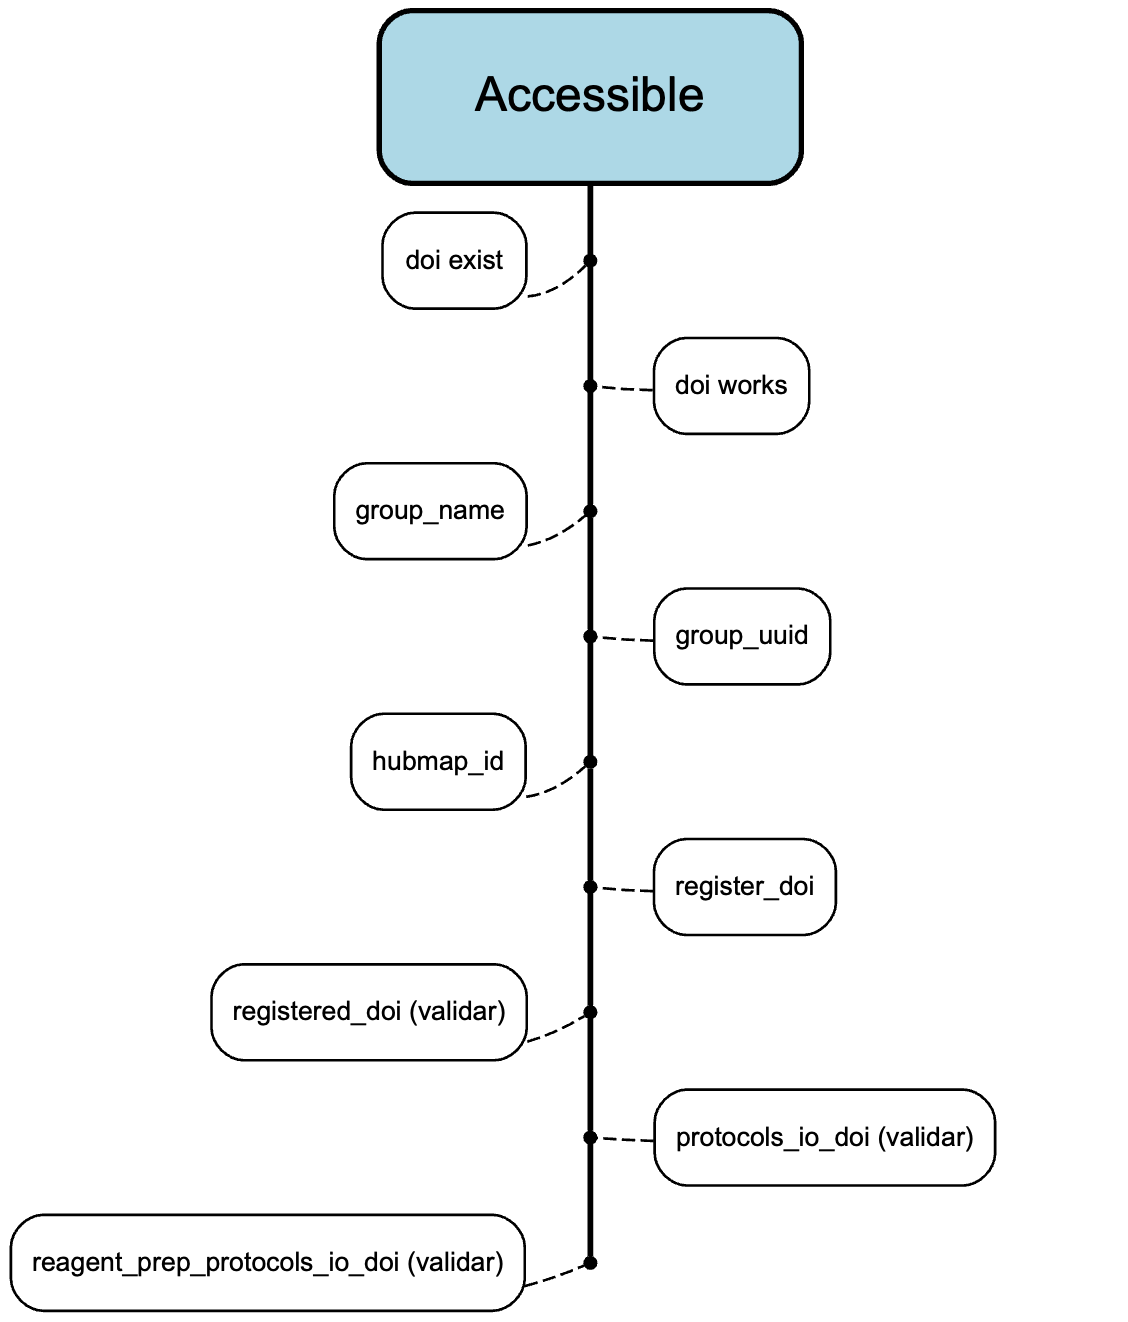 Accessible
doi exist
doi works
group_name
group_uuid
hubmap_id
register_doi
registered_doi (validar)
protocols_io_doi (validar)
reagent_prep_protocols_io_doi (validar)